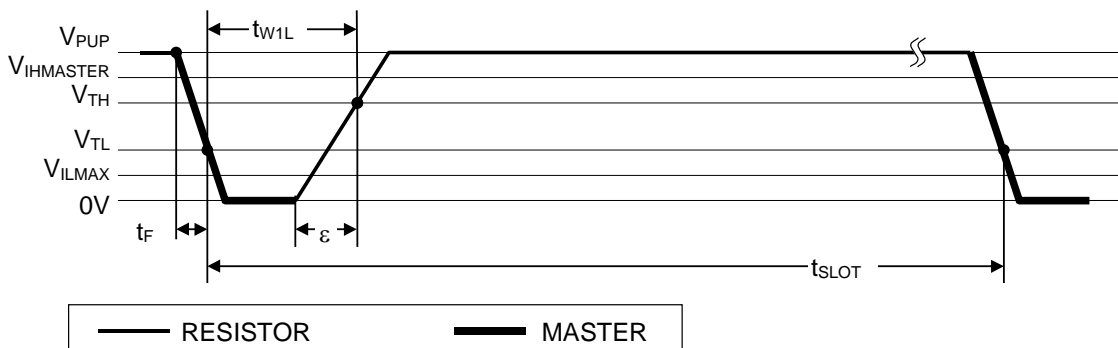 tW1L
VPUP
VIHMASTER
VTH
VTL
VILMAX
0V
tF
ε
tSLOT
RESISTOR MASTER